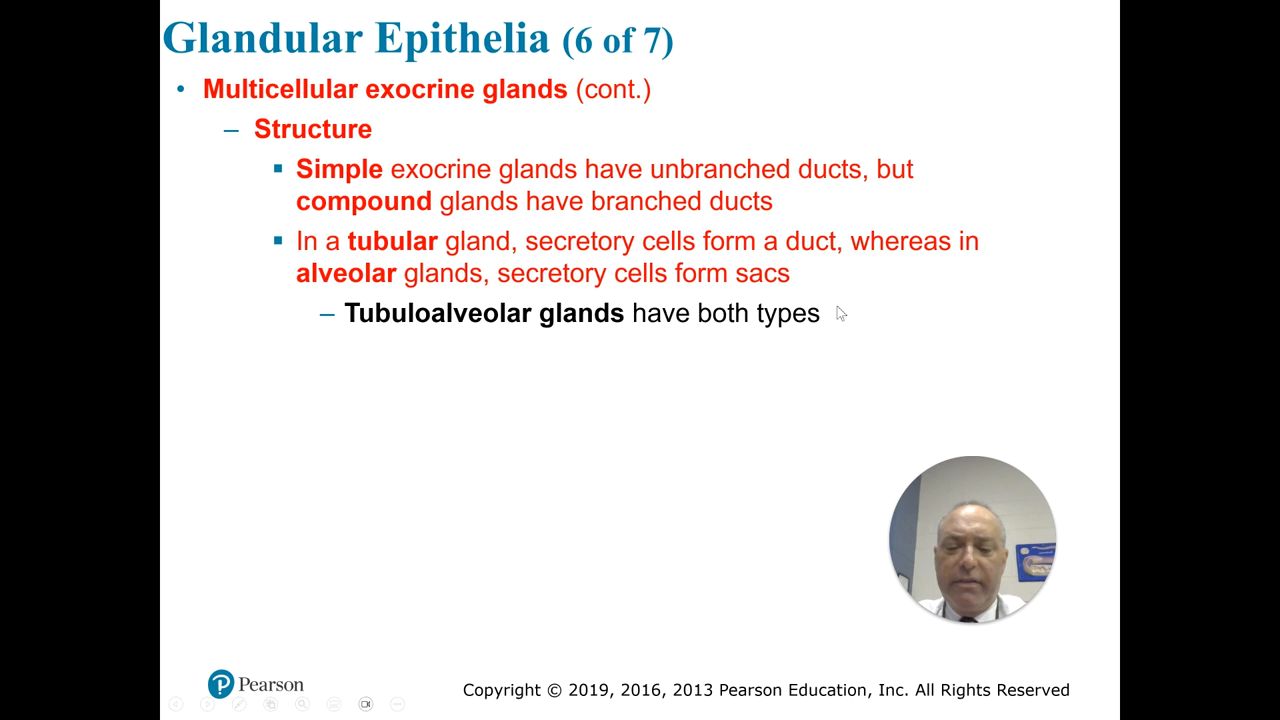 Glandular Epithelia (6 of 7)
• Multicellular exocrine glands (cont.)
– Structure
▪ Simple exocrine glands have unbranched ducts, but
compound glands have branched ducts
▪ In a tubular gland, secretory cells form a duct, whereas in
alveolar glands, secretory cells form sacs
– Tubuloalveolar glands have both types
Pearson
Copyright © 2019, 2016, 2013 Pearson Education, Inc. All Rights Reserved